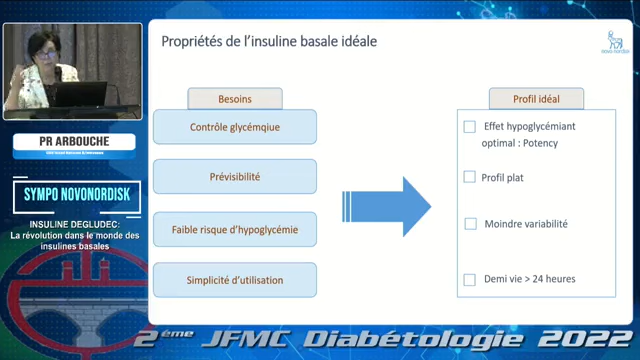 Propriétés de l'insuline basale idéale
novo nordisk
Besoins
Profil idéal
Contrôle glycémqiue
Prévisibilité
Faible risque d'hypoglycémie
Simplicité d'utilisation
Effet hypoglycémiant
optimal : Potency
Profil plat
Moindre variabilité
Demi vie > 24 heures
PR ARBOUCHE
SYMPO NOVONORDISK
INSULINE DEGLUDEC:
La révolution dans le monde des
insulines basales
2ème JFMC Diabétologie 2022